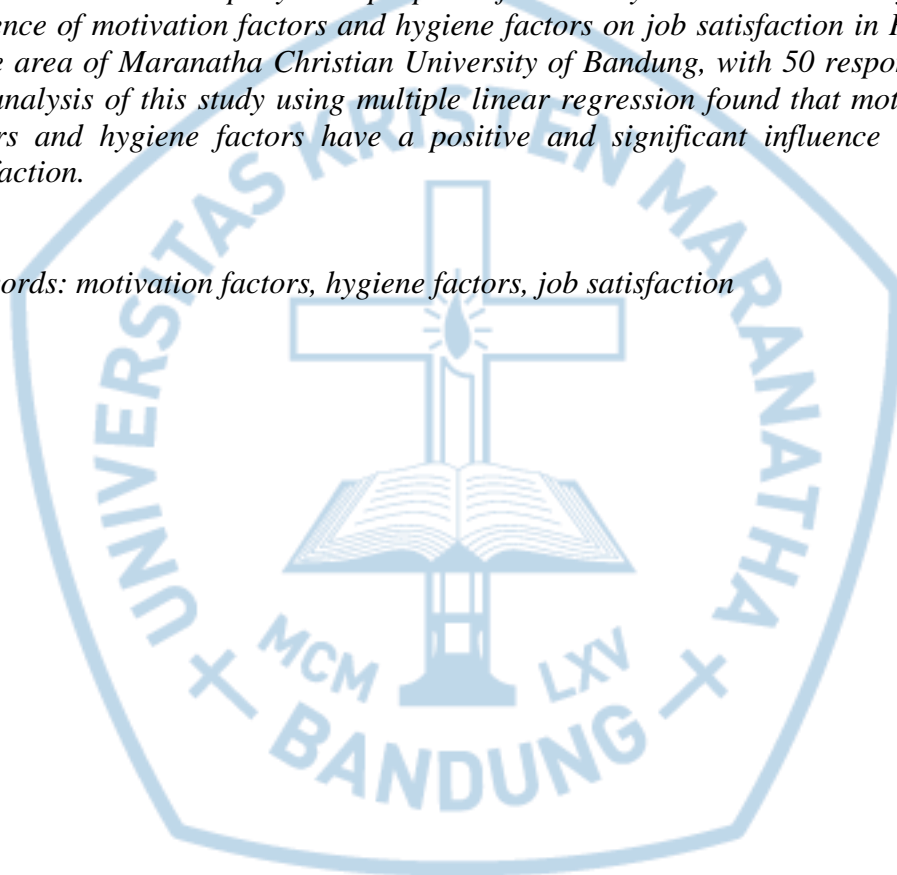 ence of motivation factors and hygiene factors on job satisfaction in
e area of Maranatha Christian University of Bandung, with 50 respon
analysis of this study using multiple linear regression found that mot
rs and hygiene factors have a positive and significant influence
faction.
ords: motivation factors, hygiene factors, job satisfaction
UNIVERSITAS KRISTEN MARANATHA
MCM LXV
BANDUNG